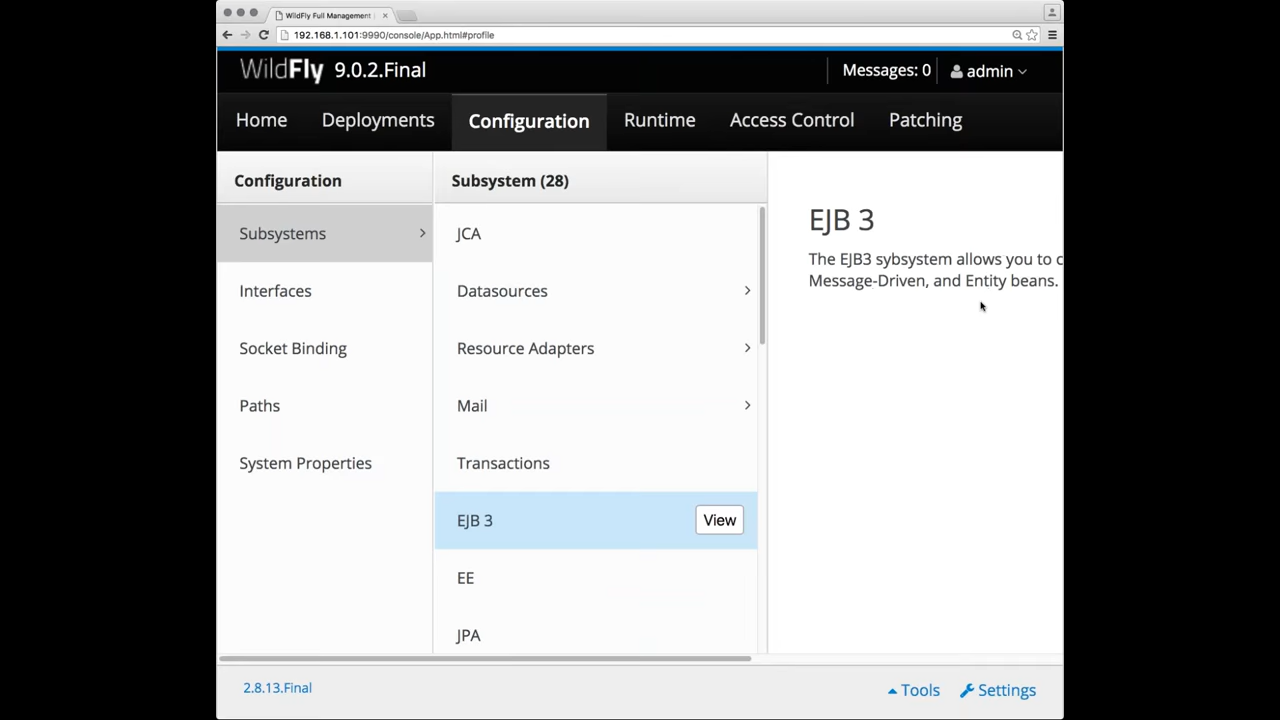 WildFly Full Management
192.168.1.101:9990/console/App.html#profile
WildFly 9.0.2.Final
Messages: 0
admin
Home Deployments Configuration Runtime Access Control Patching
Configuration
Subsystems
Interfaces
Socket Binding
Paths
System Properties
Subsystem (28)
JCA
Datasources
Resource Adapters
Mail
Transactions
EJB 3 View
EE
JPA
EJB 3
The EJB3 sybsystem allows you to c
Message-Driven, and Entity beans.
2.8.13.Final
Tools
Settings